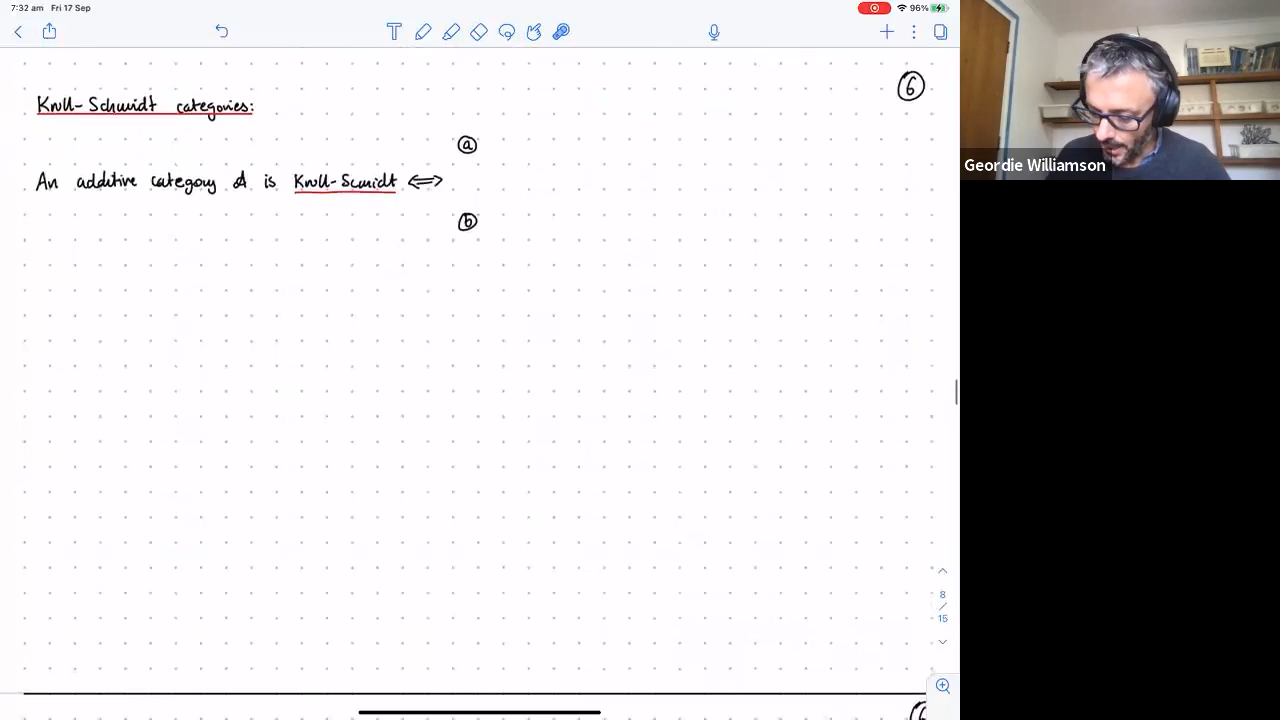 7:32 am Fri 17 Sep
96%
⑥
Krull-Schmidt categories:
ⓐ
An additive category A is Krull-Scmidt ⟺
ⓑ
Geordie Williamson
8
/
15